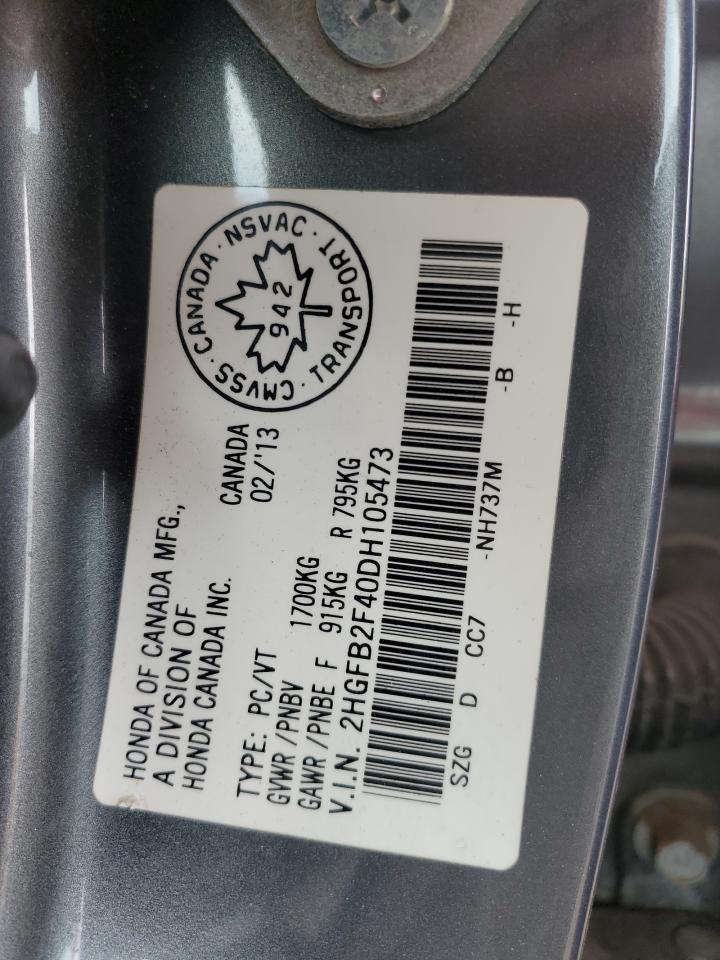 HONDA OF CANADA MFG.,
A DIVISION OF
HONDA CANADA INC.
CANADA
02/'13
CMVSS · CANADA · NSVAC · TRANSPORT ·
942
TYPE: PC/VT
GVWR /PNBV 1700KG
GAWR /PNBE F 915KG R 795KG
V.I.N. 2HGFB2F40DH105473
SZG D CC7 -NH737M -B -H